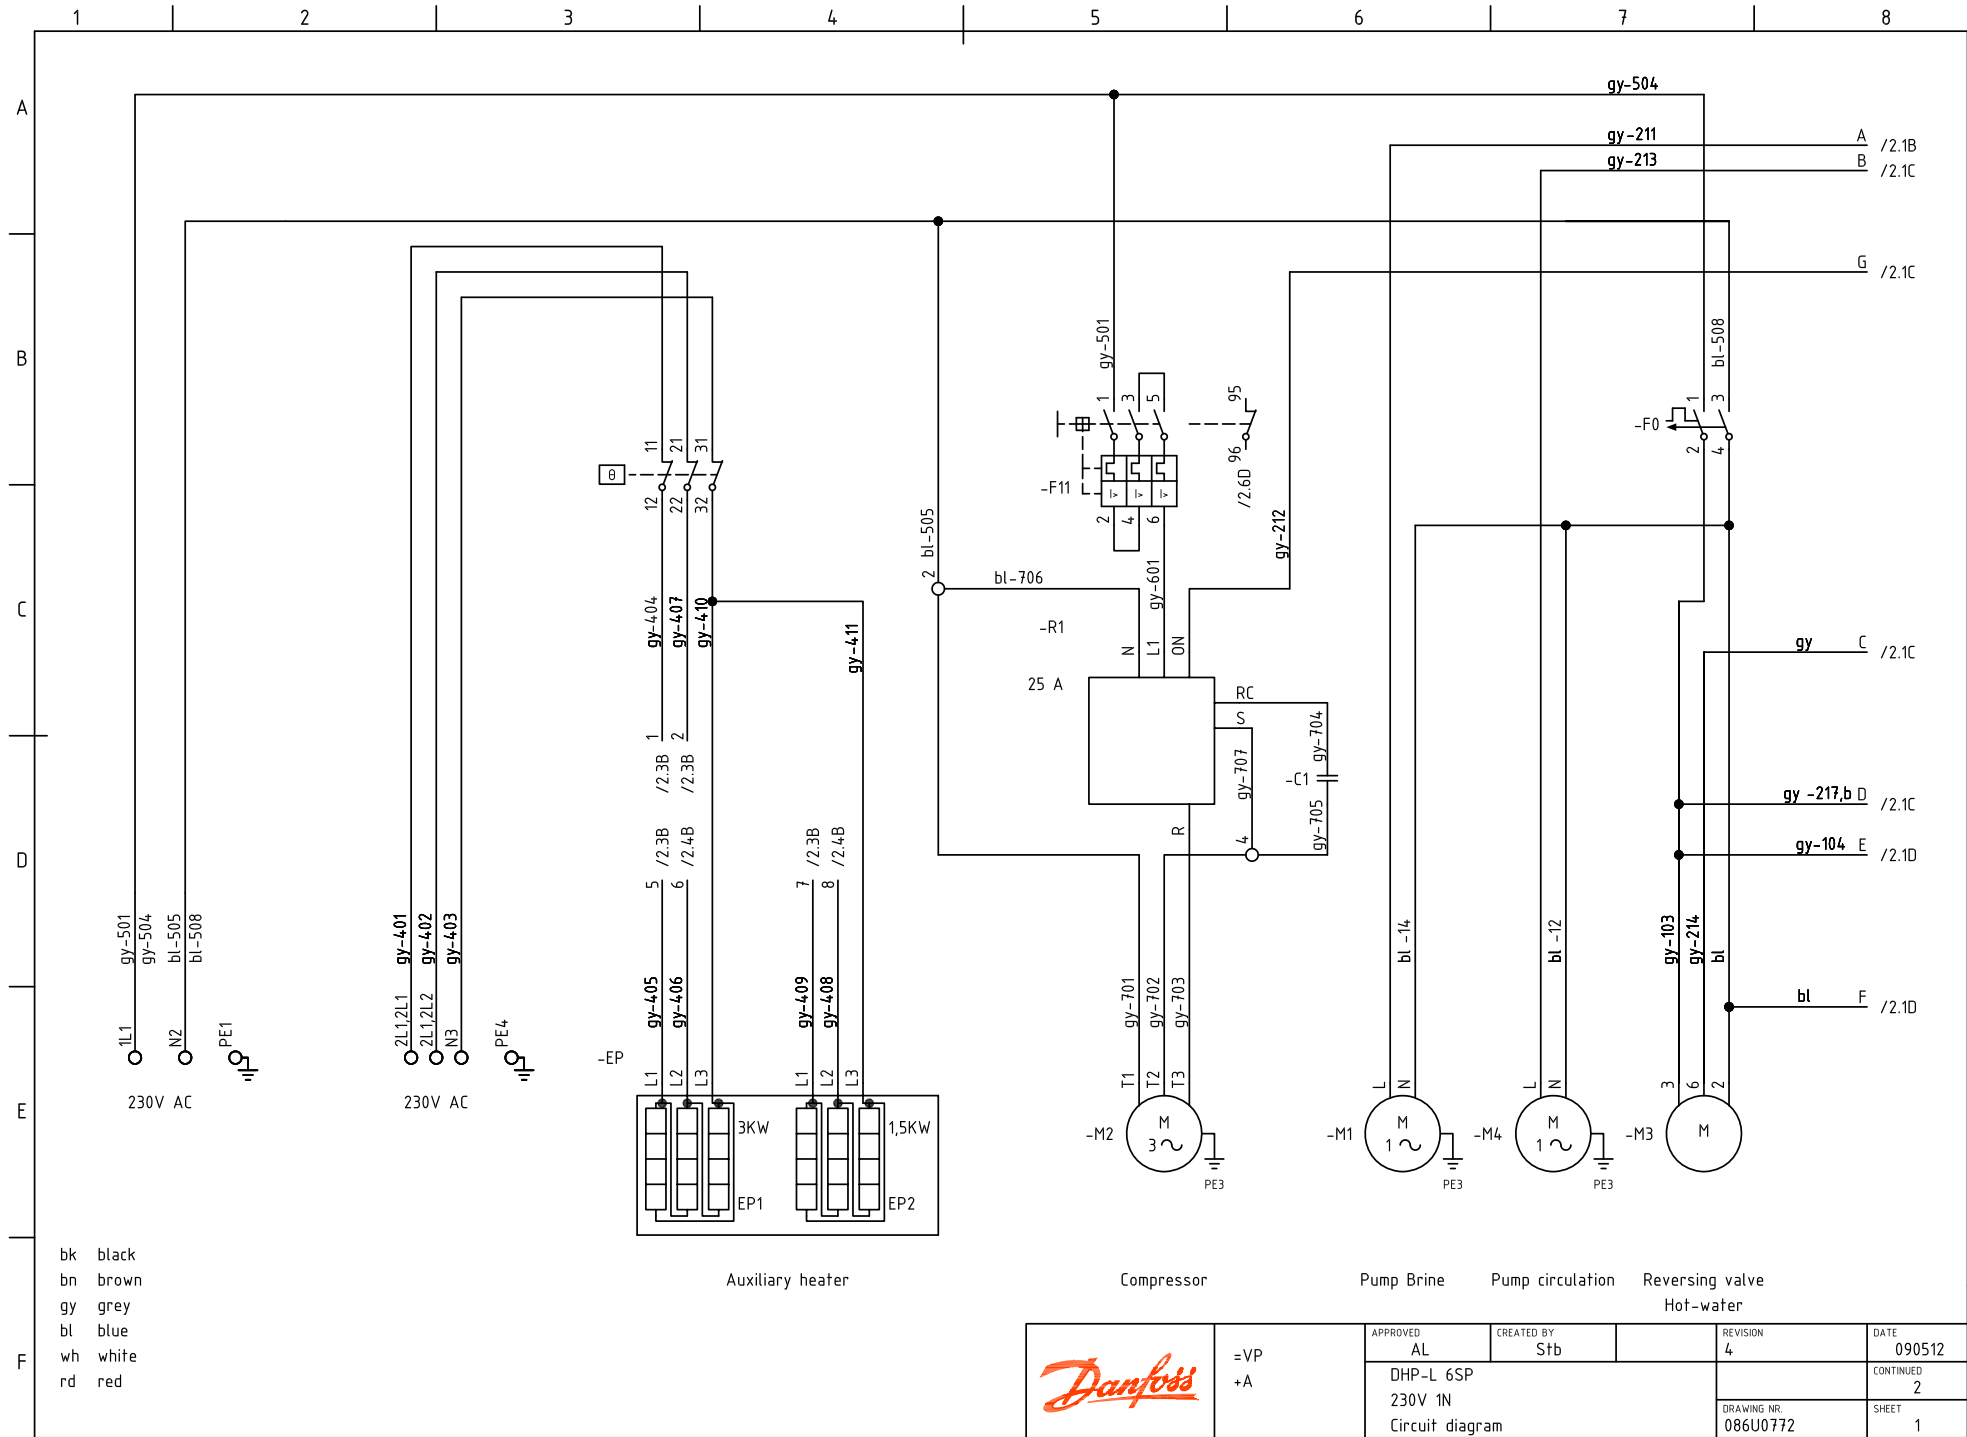 1 2 3 4 5 6 7 8
A
B
C
D
E
F
gy-504
gy-211 A /2.1B
gy-213 B /2.1C
G /2.1C
gy-501
bl-508
1 3 5
95
96
/2.6D
-F11
I> I> I>
2 4 6
-F0
1 3
2 4
11 21 31
θ
12 22 32
bl-505
2
bl-706
gy-601
gy-212
gy-404 gy-407 gy-410
gy-411
-R1
N L1 ON
25 A
RC
S
gy-704
gy-707
-C1
gy-705
R
4
gy C /2.1C
gy -217,b D /2.1C
gy-104 E /2.1D
bl F /2.1D
1 2
/2.3B /2.3B
/2.3B /2.4B
5 6
/2.3B /2.4B
7 8
gy-501
gy-504
bl-505
bl-508
gy-401 gy-402 gy-403
gy-405 gy-406
gy-409 gy-408
gy-701 gy-702 gy-703
bl -14
bl -12
gy-103 gy-214 bl
1L1 N2 PE1
2L1,2L1 2L1,2L2 N3 PE4
230V AC
230V AC
-EP
L1 L2 L3
L1 L2 L3
3KW
1,5KW
EP1
EP2
T1 T2 T3
-M2 M 3
PE3
L N
-M1 M 1
PE3
L N
-M4 M 1
PE3
3 6 2
-M3 M
Auxiliary heater
Compressor
Pump Brine
Pump circulation
Reversing valve
Hot-water
bk black
bn brown
gy grey
bl blue
wh white
rd red
Danfoss
=VP
+A
APPROVED
AL
CREATED BY
Stb
REVISION
4
DATE
090512
DHP-L 6SP
230V 1N
Circuit diagram
CONTINUED
2
DRAWING NR.
086U0772
SHEET
1